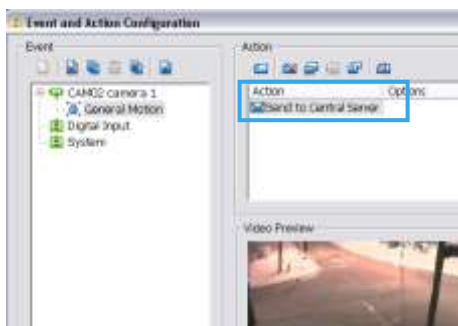 Event and Action Configuration
Event
Action
CAM02 camera 1
General Motion
Digital Input
System
Action Options
Send to Central Server
Video Preview